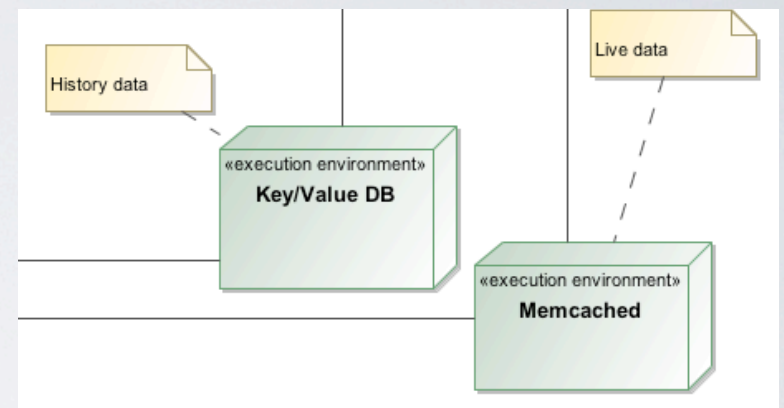 Live data
History data
«execution environment»
Key/Value DB
«execution environment»
Memcached